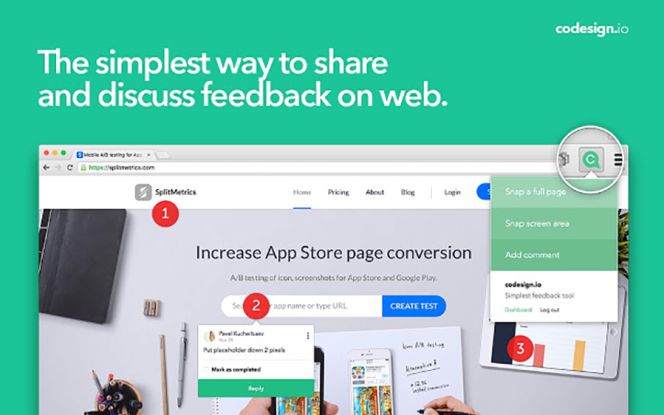 codesign.io
The simplest way to share
and discuss feedback on web.
Mobile A/B testing for App
https://splitmetrics.com
SplitMetrics
Home Pricing About Blog Login
1
Snap a full page
Snap screen area
Add comment
codesign.io
Simplest feedback tool
Dashboard Log out
Increase App Store page conversion
A/B testing of icon, screenshots for App Store and Google Play.
app name or type URL
CREATE TEST
2
Pavel Kucherbaev
Put placeholder down 2 pixels
Mark as completed
Reply
3
Icon A/B testing